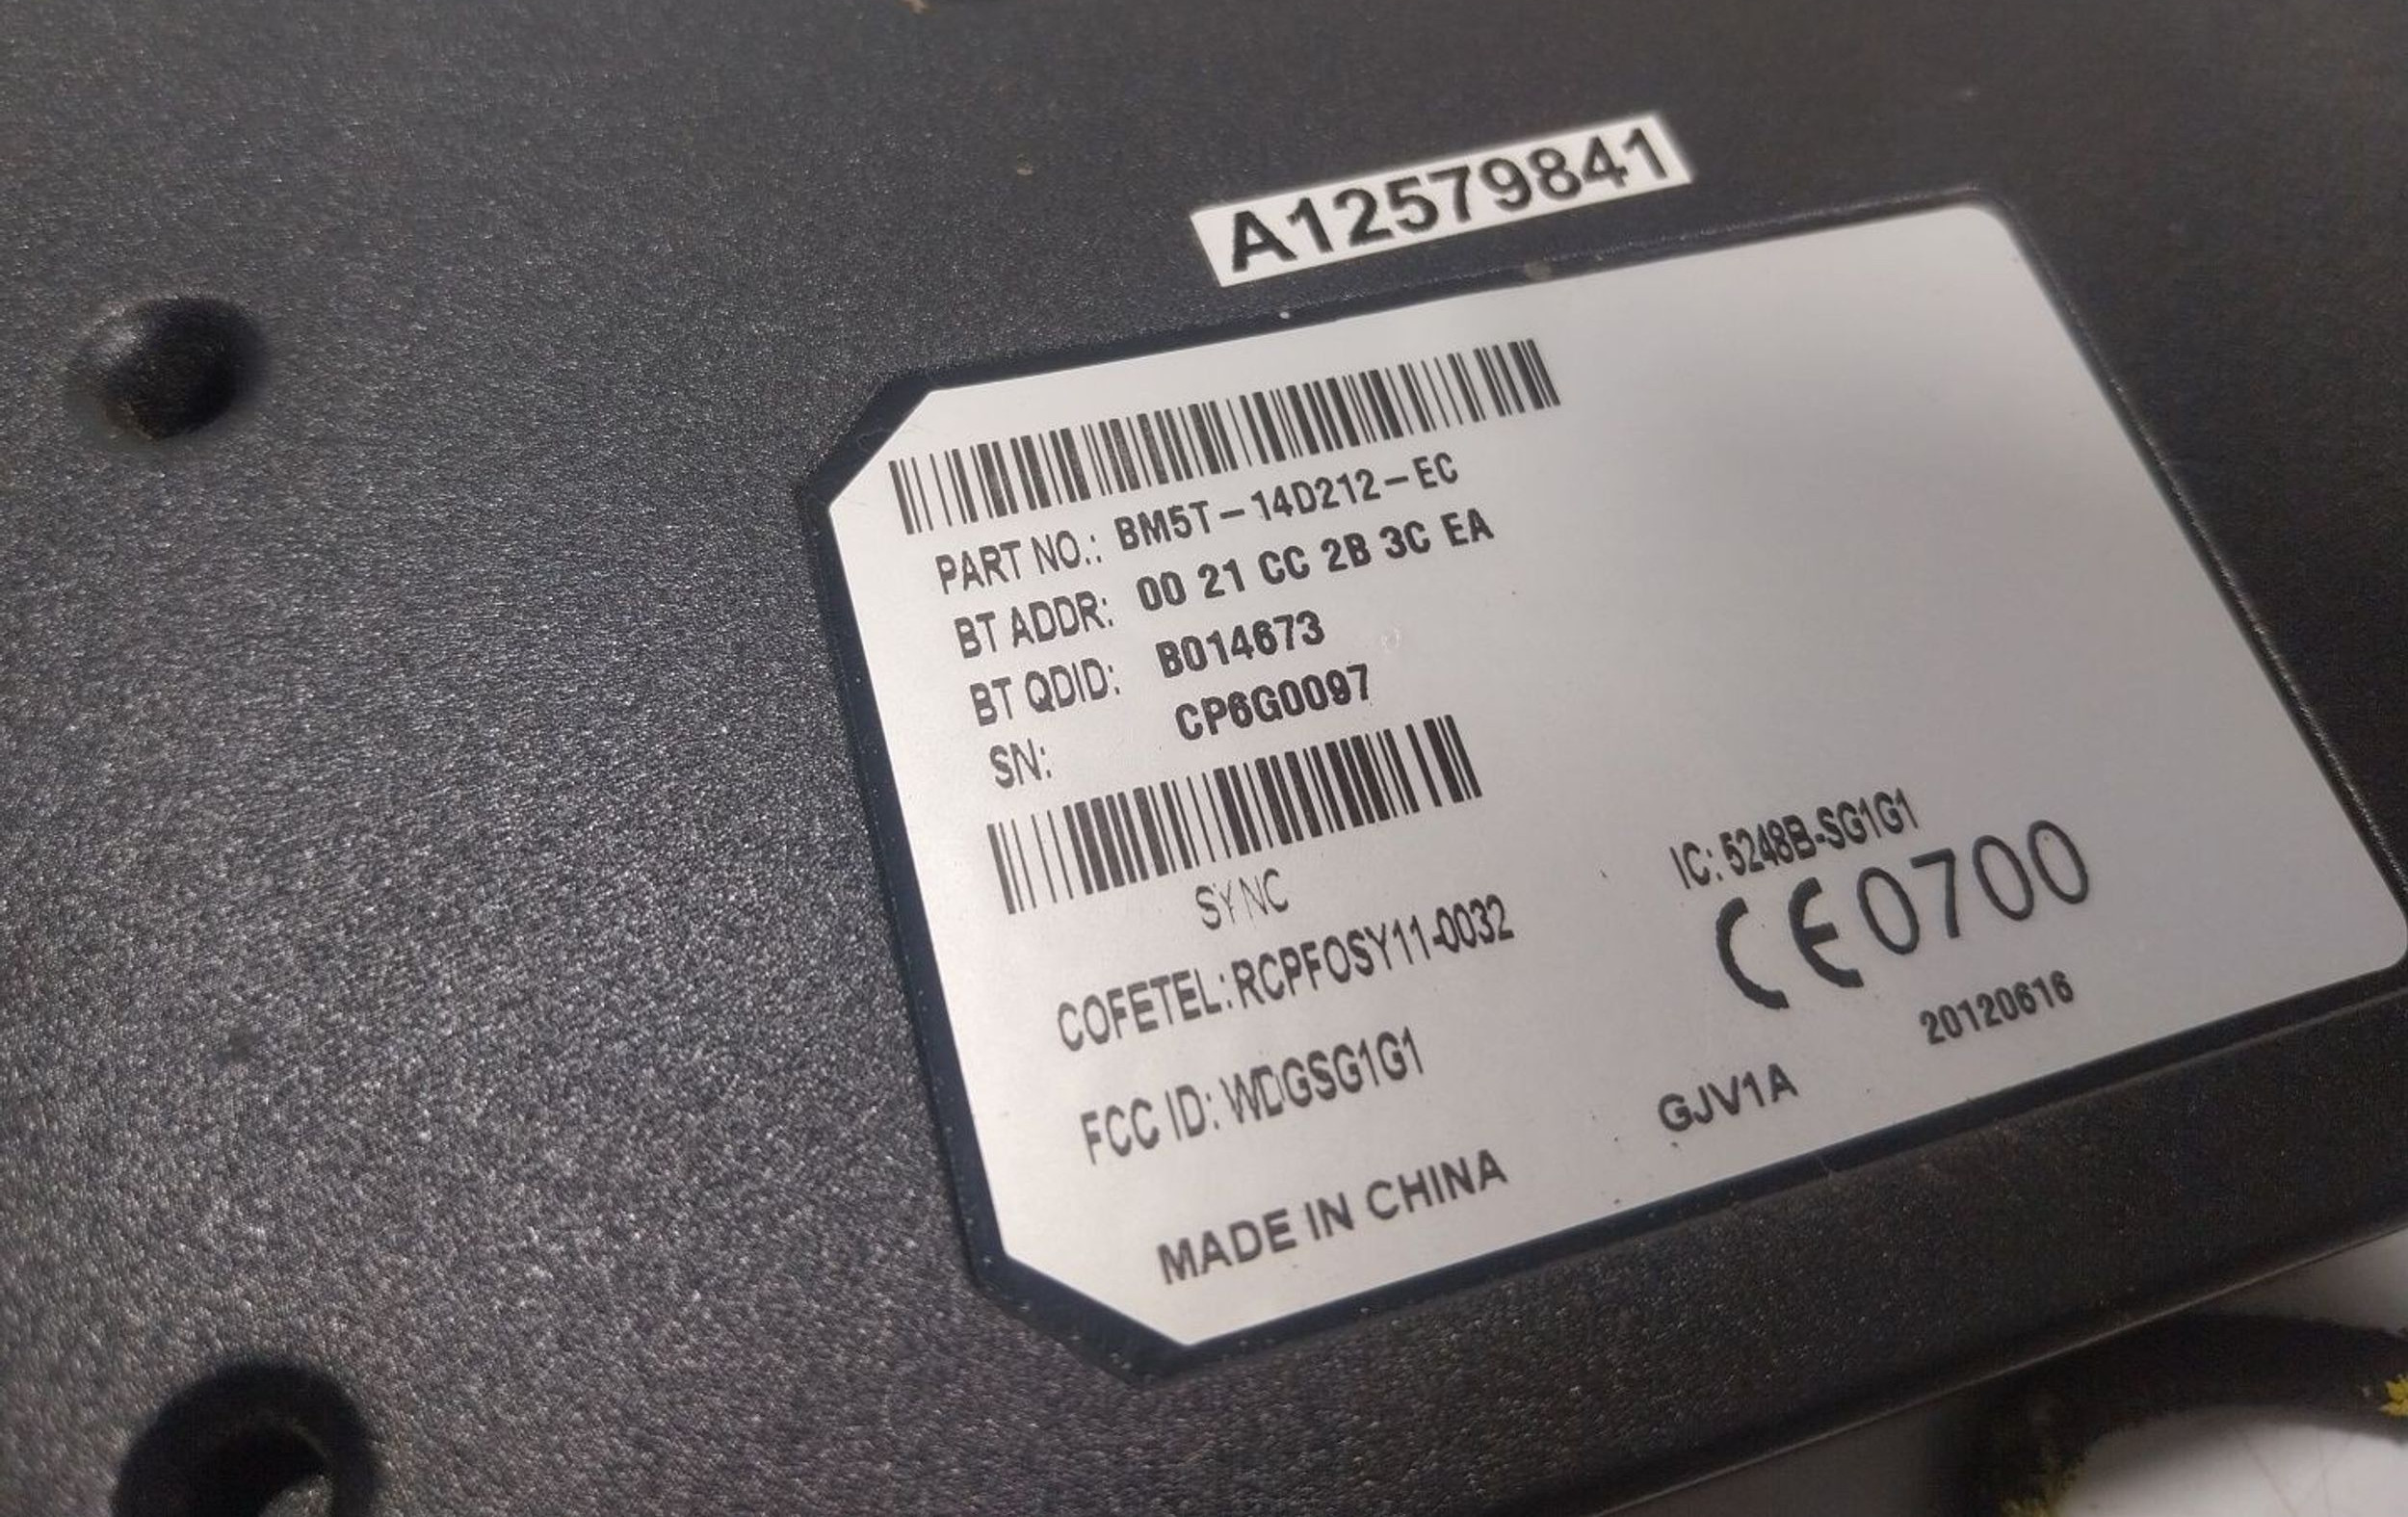 A12579841
PART NO.: BM5T-14D212-EC
BT ADDR: 00 21 CC 2B 3C EA
BT QDID: B014673
SN: CP6G0097
SYNC
IC: 5248B-SG1G1
COFETEL: RCPFOSY11-0032
CE0700
FCC ID: WDGSG1G1
20120616
MADE IN CHINA
GJV1A